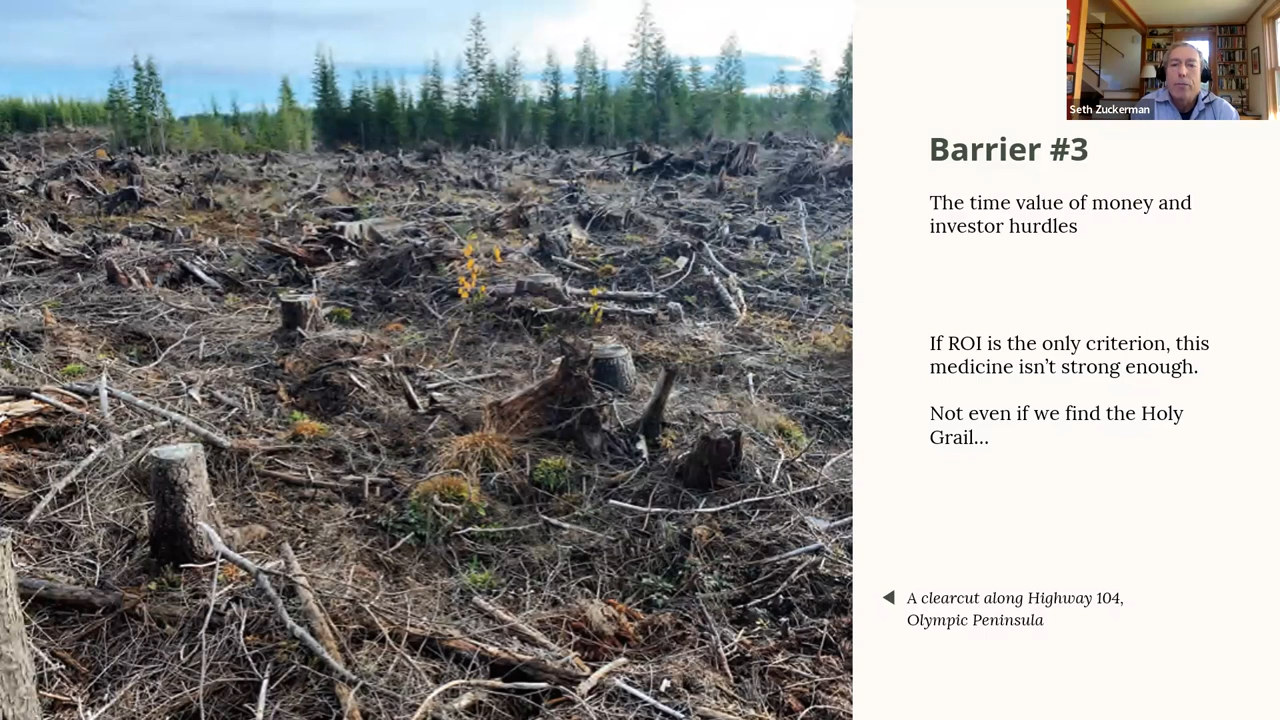 Seth Zuckerman
Barrier #3
The time value of money and
investor hurdles
If ROI is the only criterion, this
medicine isn’t strong enough.
Not even if we find the Holy
Grail…
A clearcut along Highway 104,
Olympic Peninsula